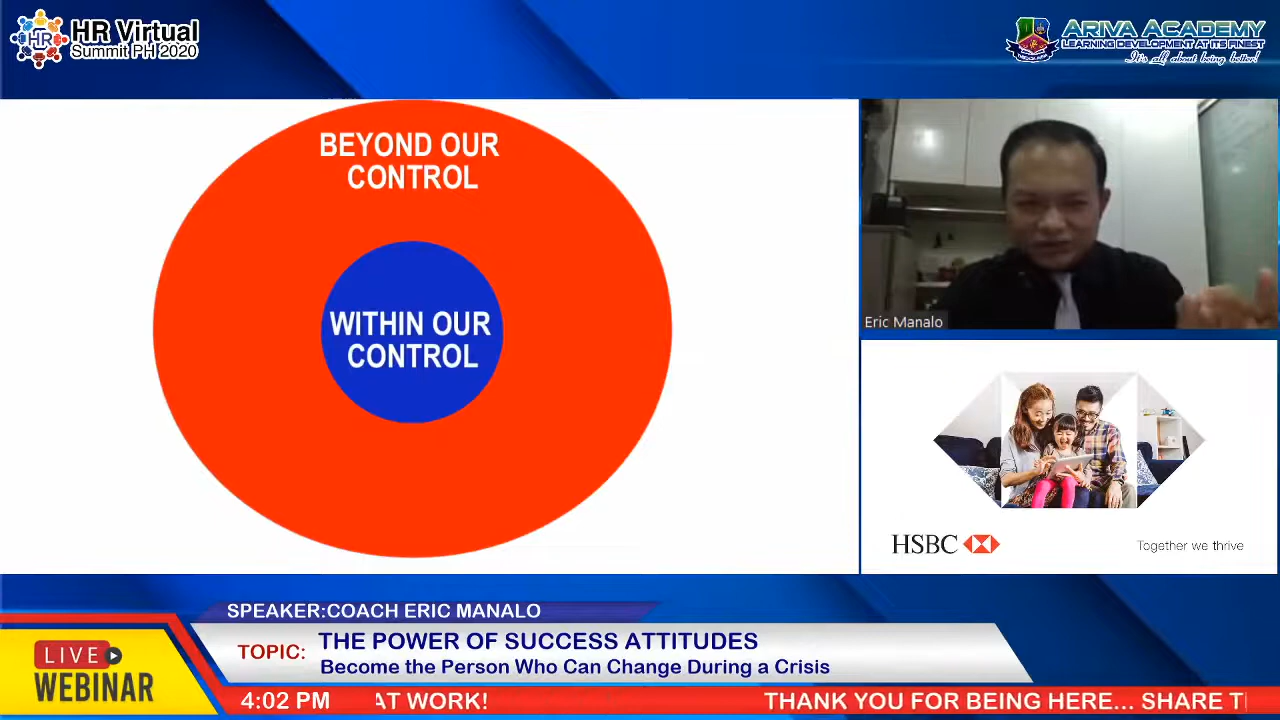 HR
HR Virtual
Summit PH 2020
ARIVA ACADEMY
LEARNING DEVELOPMENT AT ITS FINEST
It's all about being better!
BEYOND OUR
CONTROL
WITHIN OUR
CONTROL
Eric Manalo
HSBC
Together we thrive
SPEAKER:COACH ERIC MANALO
TOPIC:
THE POWER OF SUCCESS ATTITUDES
Become the Person Who Can Change During a Crisis
LIVE
WEBINAR
4:02 PM
AT WORK!
THANK YOU FOR BEING HERE... SHARE T